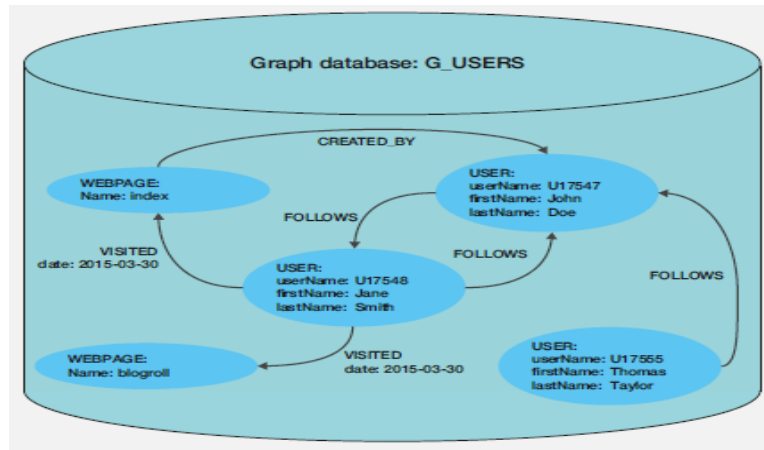 Graph database: G_USERS
CREATED_BY
WEBPAGE:
Name: index
USER:
userName: U17547
firstName: John
lastName: Doe
FOLLOWS
VISITED
date: 2015-03-30
FOLLOWS
USER:
userName: U17548
firstName: Jane
lastName: Smith
FOLLOWS
WEBPAGE:
Name: blogroll
VISITED
date: 2015-03-30
USER:
userName: U17555
firstName: Thomas
lastName: Taylor